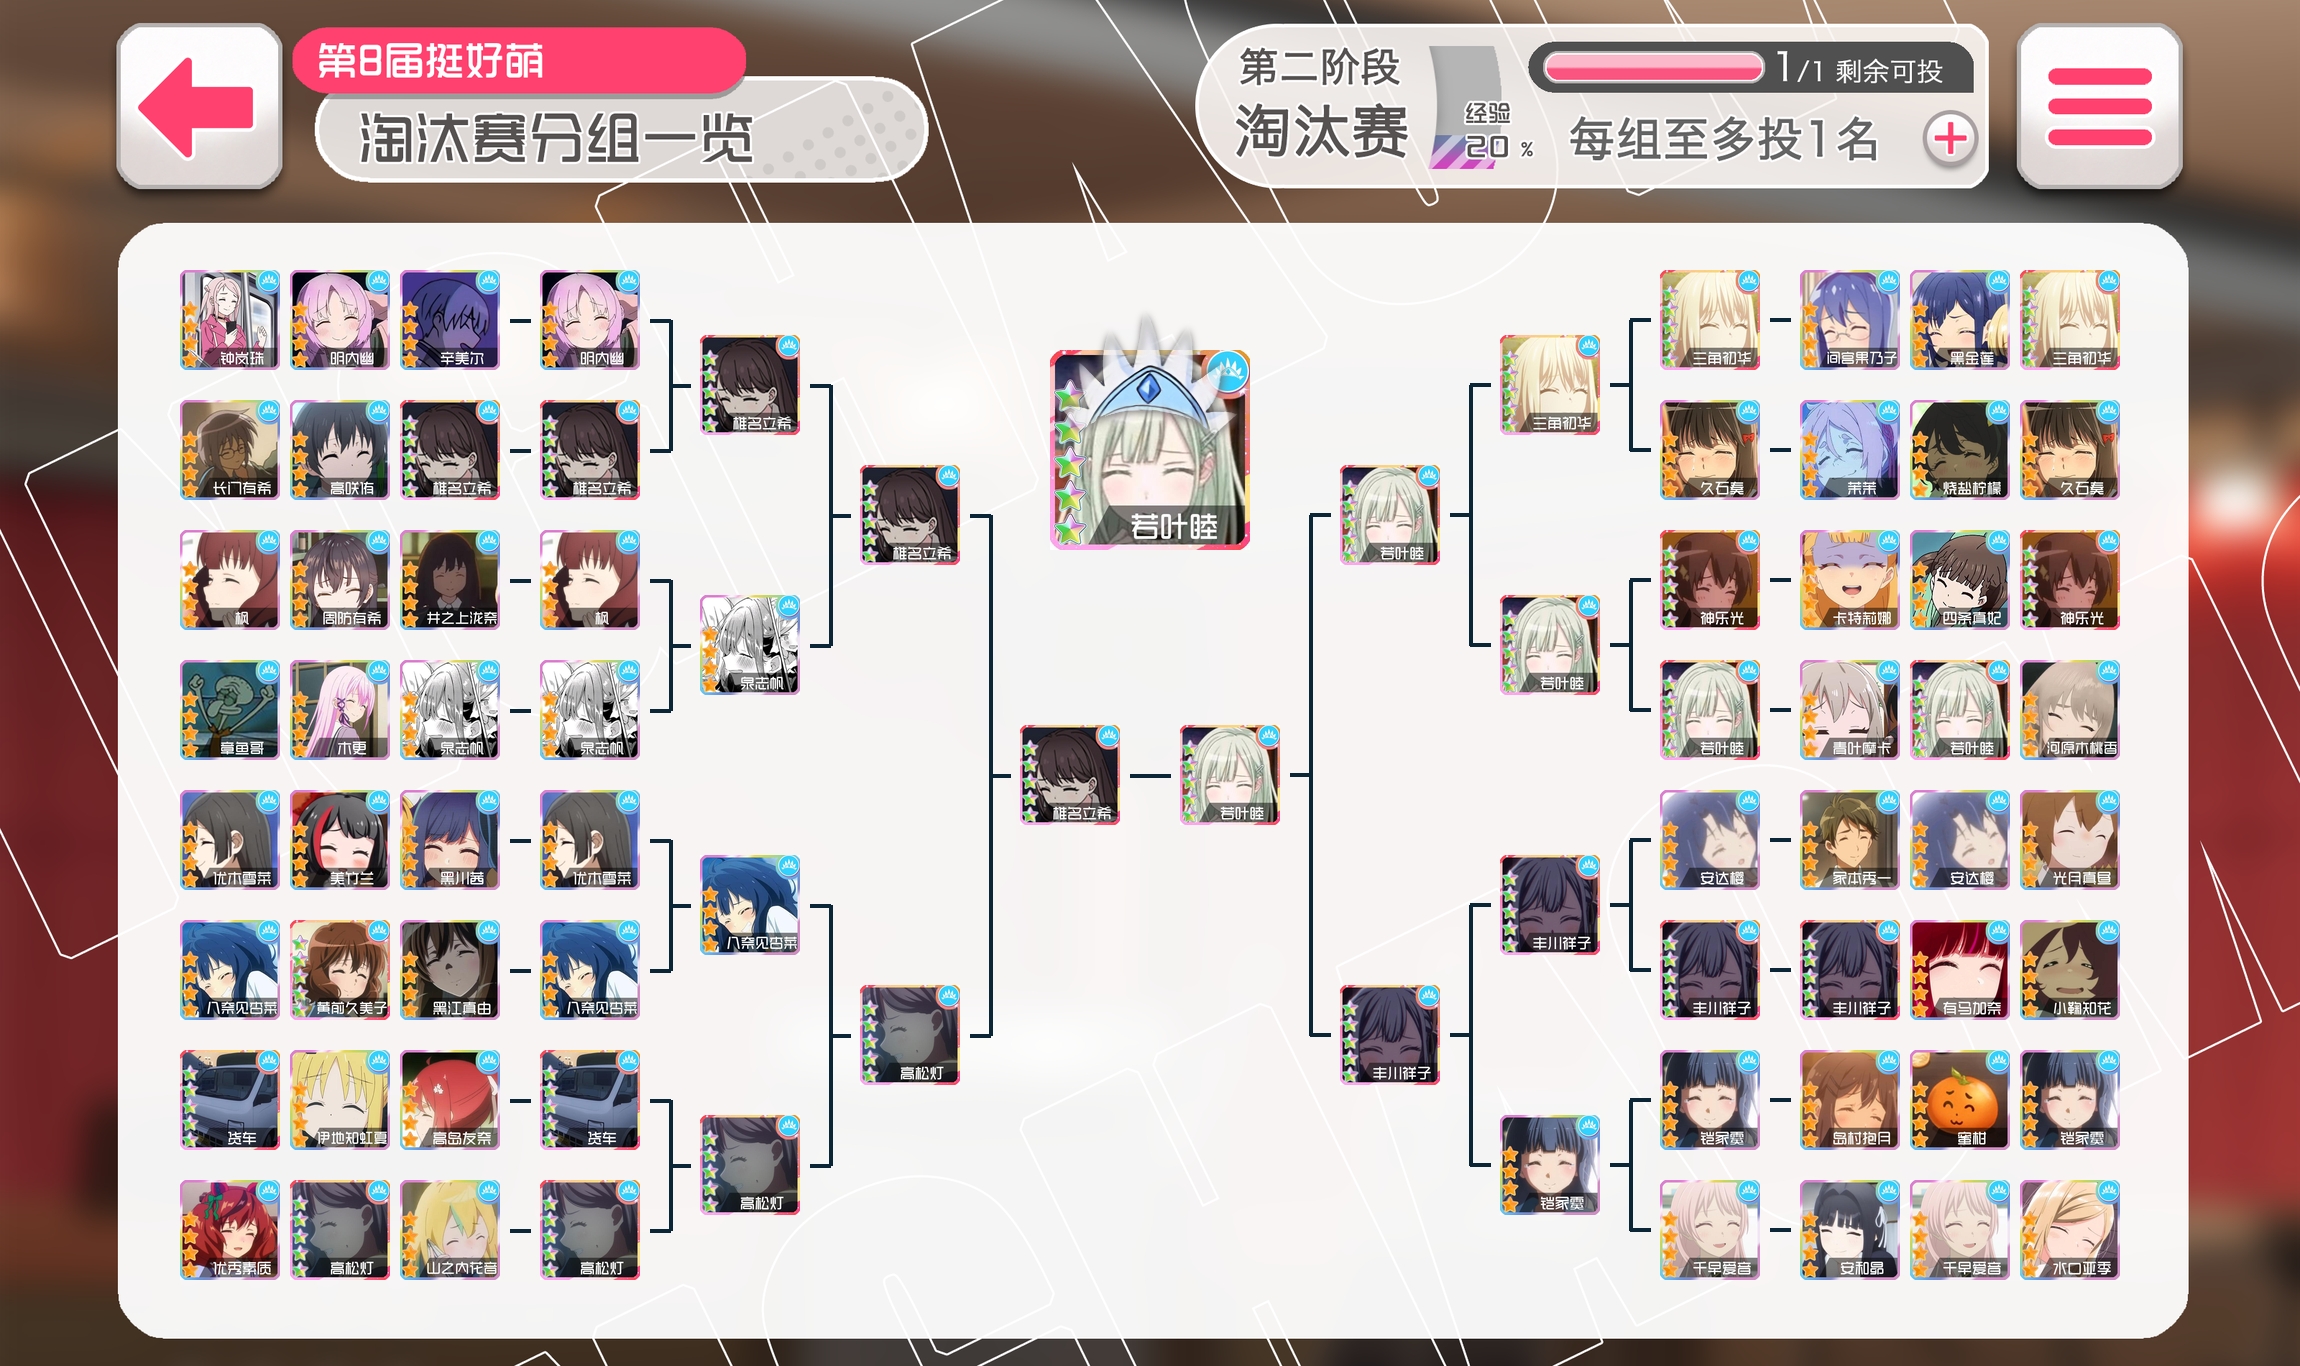 第8届挺好萌
淘汰赛分组一览
第二阶段
淘汰赛
经验
20 %
1/1 剩余可投
每组至多投1名
钟岚珠 明内幽 辛美尔 明内幽
三角初华 间宫果乃子 黑金莲 三角初华
椎名立希
三角初华
长门有希 高咲侑 椎名立希 椎名立希
久石奏 茉茉 烧盐柠檬 久石奏
若叶睦
椎名立希
若叶睦
枫 周防有希 井之上泷奈 枫
神乐光 卡特莉娜 四条真妃 神乐光
泉志帆
若叶睦
章鱼哥 木更 泉志帆 泉志帆
若叶睦 青叶摩卡 若叶睦 河原木桃香
椎名立希 若叶睦
优木雪菜 美竹兰 黑川茜 优木雪菜
安达樱 冢本秀一 安达樱 光月真昼
八奈见杏菜
丰川祥子
八奈见杏菜 黄前久美子 黑江真由 八奈见杏菜
丰川祥子 丰川祥子 有马加奈 小鞠知花
高松灯
丰川祥子
货车 伊地知虹夏 高岛友奈 货车
铠冢霙 岛村抱月 蜜柑 铠冢霙
高松灯
铠冢霙
优秀素质 高松灯 山之内花音 高松灯
千早爱音 安和昴 千早爱音 水口亚季